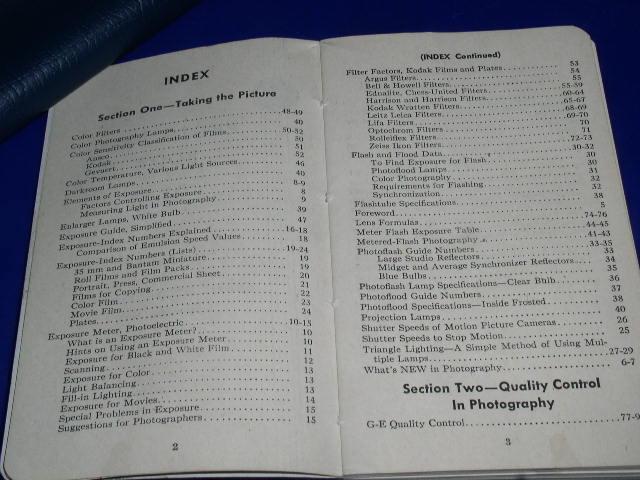 INDEX
Section One—Taking the Picture
Color Filters 48-49
Color Photography Lamps 40
Color Sensitivity Classification of Films 50-52
Ansco 50
Kodak 51
Gevaert 52
Color Temperature, Various Light Sources 46
Darkroom Lamps 40
Elements of Exposure 8-9
Factors Controlling Exposure 8
Measuring Light in Photography 9
Enlarger Lamps, White Bulb 39
Exposure Guide, Simplified 47
Exposure-Index Numbers Explained 16-18
Comparison of Emulsion Speed Values 18
Exposure-Index Numbers (Lists) 19-24
35 mm and Bantam Miniature 19
Roll Films and Film Packs 19
Portrait, Press, Commercial Sheet 20
Films for Copying 21
Color Film 22
Movie Film 23
Plates 24
Exposure Meter, Photoelectric 10-15
What is an Exposure Meter? 10
Hints on Using an Exposure Meter 10
Exposure for Black and White Film 11
Scanning 12
Exposure for Color 13
Light Balancing 13
Fill-in Lighting 13
Exposure for Movies 14
Special Problems in Exposure 15
Suggestions for Photographers 15
2
(INDEX Continued)
Filter Factors, Kodak Films and Plates 53
Argus Filters 54
Bell & Howell Filters 55
Ednalite, Chess-United Filters 55-59
Harrison and Harrison Filters 60-64
Kodak Wratten Filters 65-67
Leitz Leica Filters 68-69
Lifa Filters 69-70
Optochrom Filters 70
Rolleiflex Filters 71
Zeiss Ikon Filters 72-73
Flash and Flood Data 30-32
To Find Exposure for Flash 30
Photoflood Lamps 30
Color Photography 31
Requirements for Flashing 32
Synchronization 32
Flashtube Specifications 38
Foreword 5
Lens Formulas 74-76
Meter Flash Exposure Table 44-45
Metered-Flash Photography 41-43
Photoflash Guide Numbers 33-35
Large Studio Reflectors 33
Midget and Average Synchronizer Reflectors 34
Blue Bulbs 35
Photoflash Lamp Specifications—Clear Bulb 36
Photoflood Guide Numbers 37
Photoflood Specifications—Inside Frosted 38
Projection Lamps 40
Shutter Speeds of Motion Picture Cameras 26
Shutter Speeds to Stop Motion 25
Triangle Lighting—A Simple Method of Using Mul-
tiple Lamps 27-29
What's NEW in Photography 6-7
Section Two—Quality Control
In Photography
G-E Quality Control 77-9
3